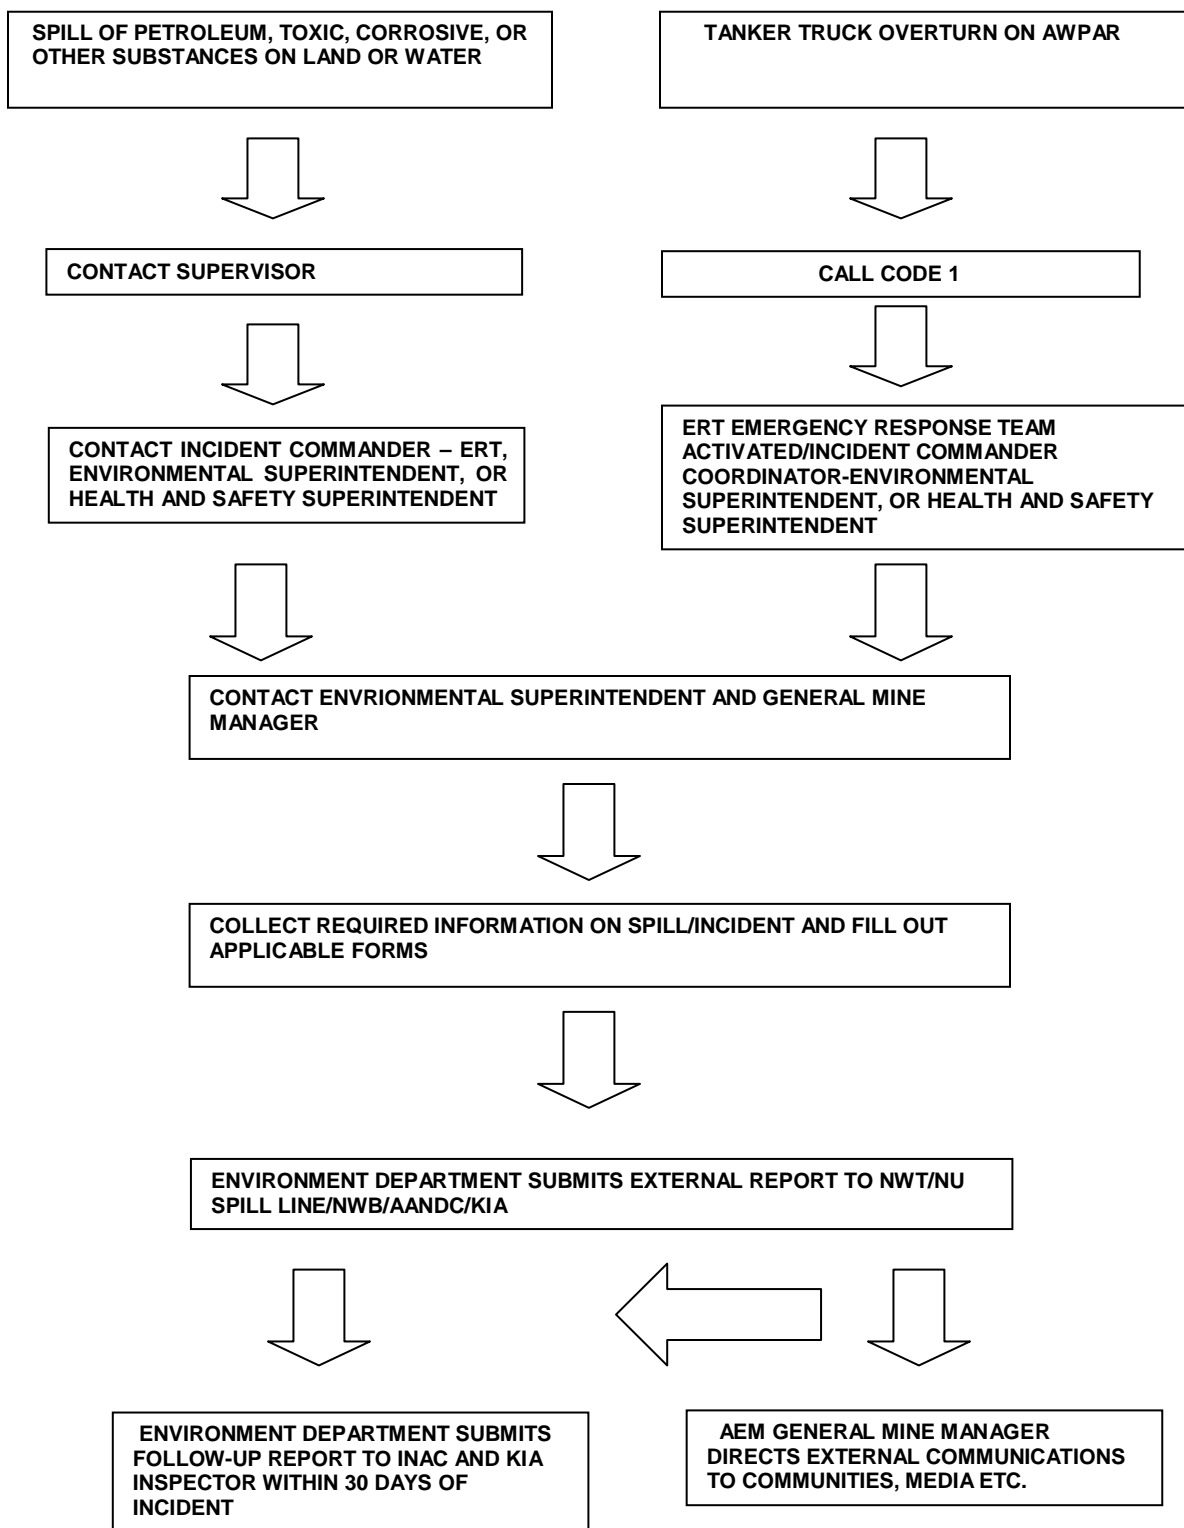 SPILL OF PETROLEUM, TOXIC, CORROSIVE, OR
OTHER SUBSTANCES ON LAND OR WATER
TANKER TRUCK OVERTURN ON AWPAR
CONTACT SUPERVISOR
CALL CODE 1
CONTACT INCIDENT COMMANDER – ERT,
ENVIRONMENTAL SUPERINTENDENT, OR
HEALTH AND SAFETY SUPERINTENDENT
ERT EMERGENCY RESPONSE TEAM
ACTIVATED/INCIDENT COMMANDER
COORDINATOR-ENVIRONMENTAL
SUPERINTENDENT, OR HEALTH AND SAFETY
SUPERINTENDENT
CONTACT ENVRIONMENTAL SUPERINTENDENT AND GENERAL MINE
MANAGER
COLLECT REQUIRED INFORMATION ON SPILL/INCIDENT AND FILL OUT
APPLICABLE FORMS
ENVIRONMENT DEPARTMENT SUBMITS EXTERNAL REPORT TO NWT/NU
SPILL LINE/NWB/AANDC/KIA
ENVIRONMENT DEPARTMENT SUBMITS
FOLLOW-UP REPORT TO INAC AND KIA
INSPECTOR WITHIN 30 DAYS OF
INCIDENT
AEM GENERAL MINE MANAGER
DIRECTS EXTERNAL COMMUNICATIONS
TO COMMUNITIES, MEDIA ETC.